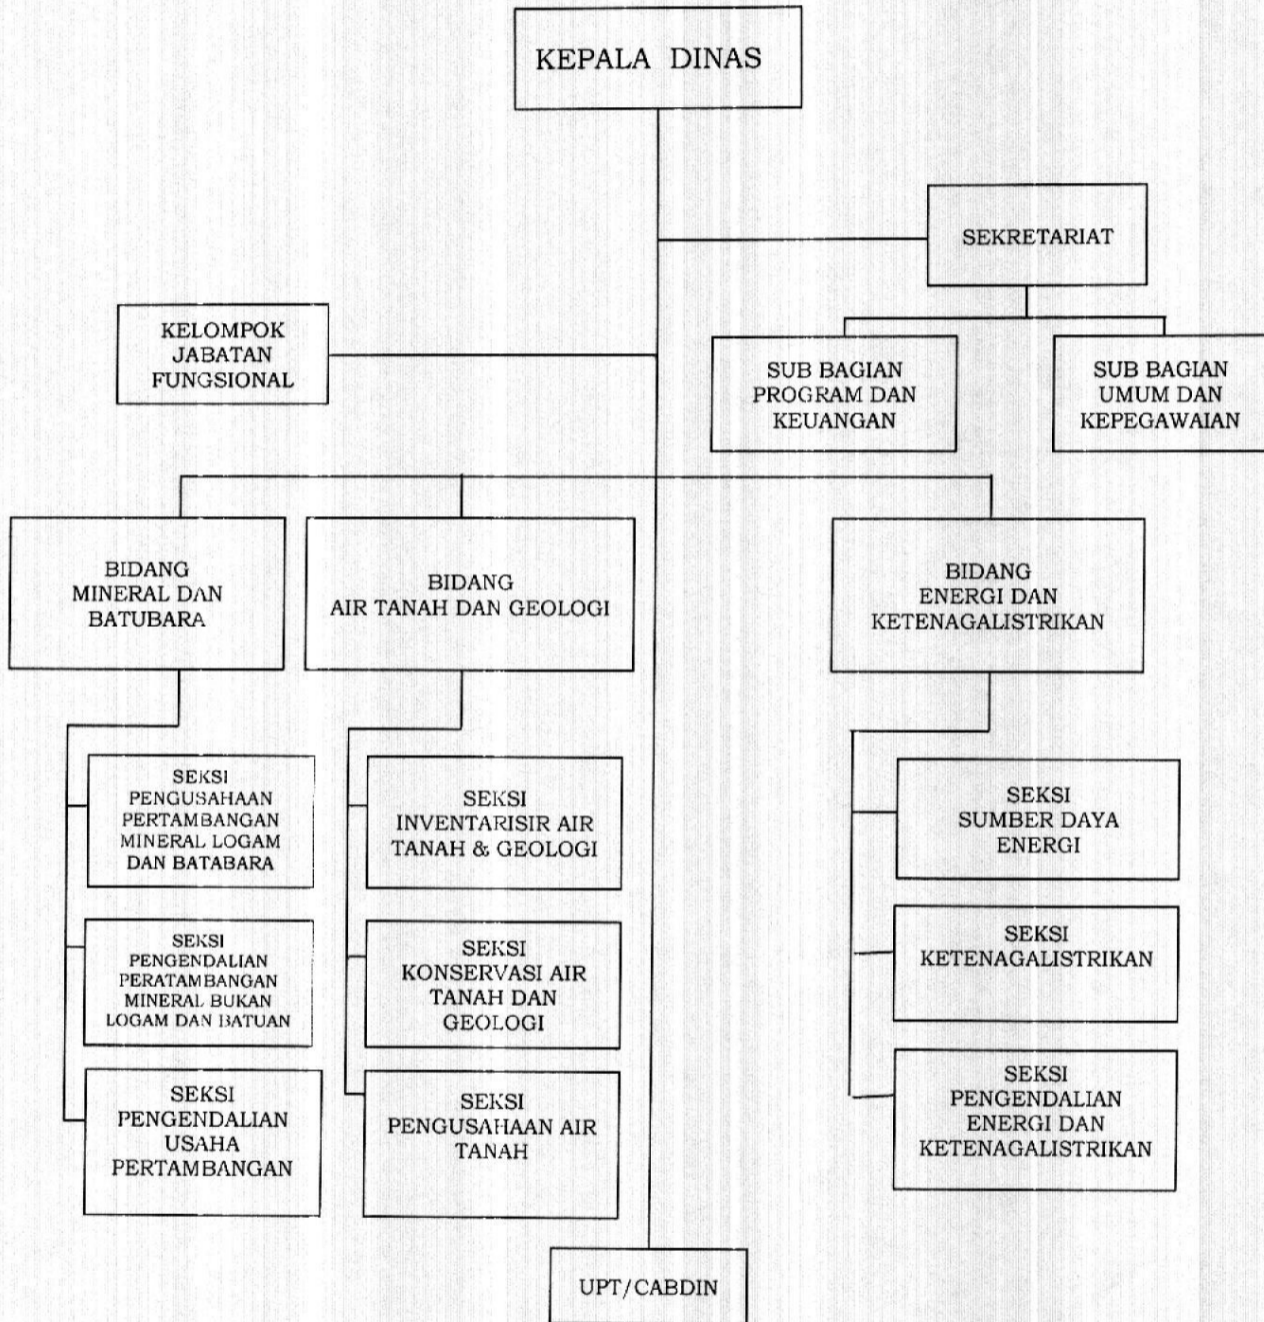 KEPALA DINAS
SEKRETARIAT
KELOMPOK
JABATAN
FUNGSIONAL
SUB BAGIAN
PROGRAM DAN
KEUANGAN
SUB BAGIAN
UMUM DAN
KEPEGAWAIAN
BIDANG
MINERAL DAN
BATUBARA
BIDANG
AIR TANAH DAN GEOLOGI
BIDANG
ENERGI DAN
KETENAGALISTRIKAN
SEKSI
PENGUSAHAAN
PERTAMBANGAN
MINERAL LOGAM
DAN BATABARA
SEKSI
INVENTARISIR AIR
TANAH & GEOLOGI
SEKSI
SUMBER DAYA
ENERGI
SEKSI
PENGENDALIAN
PERATAMBANGAN
MINERAL BUKAN
LOGAM DAN BATUAN
SEKSI
KONSERVASI AIR
TANAH DAN
GEOLOGI
SEKSI
KETENAGALISTRIKAN
SEKSI
PENGENDALIAN
USAHA
PERTAMBANGAN
SEKSI
PENGUSAHAAN AIR
TANAH
SEKSI
PENGENDALIAN
ENERGI DAN
KETENAGALISTRIKAN
UPT/CABDIN